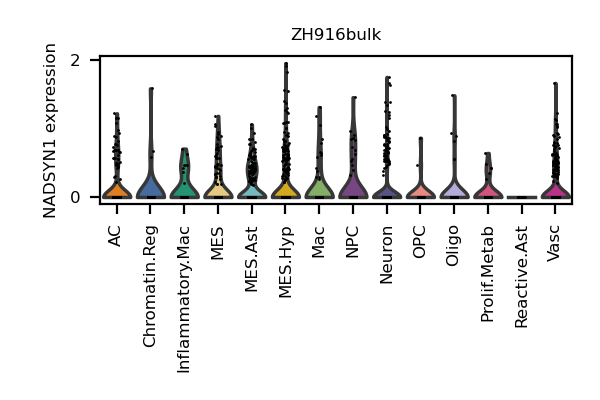 ZH916bulk
NADSYN1 expression
2
0
AC
Chromatin.Reg
Inflammatory.Mac
MES
MES.Ast
MES.Hyp
Mac
NPC
Neuron
OPC
Oligo
Prolif.Metab
Reactive.Ast
Vasc